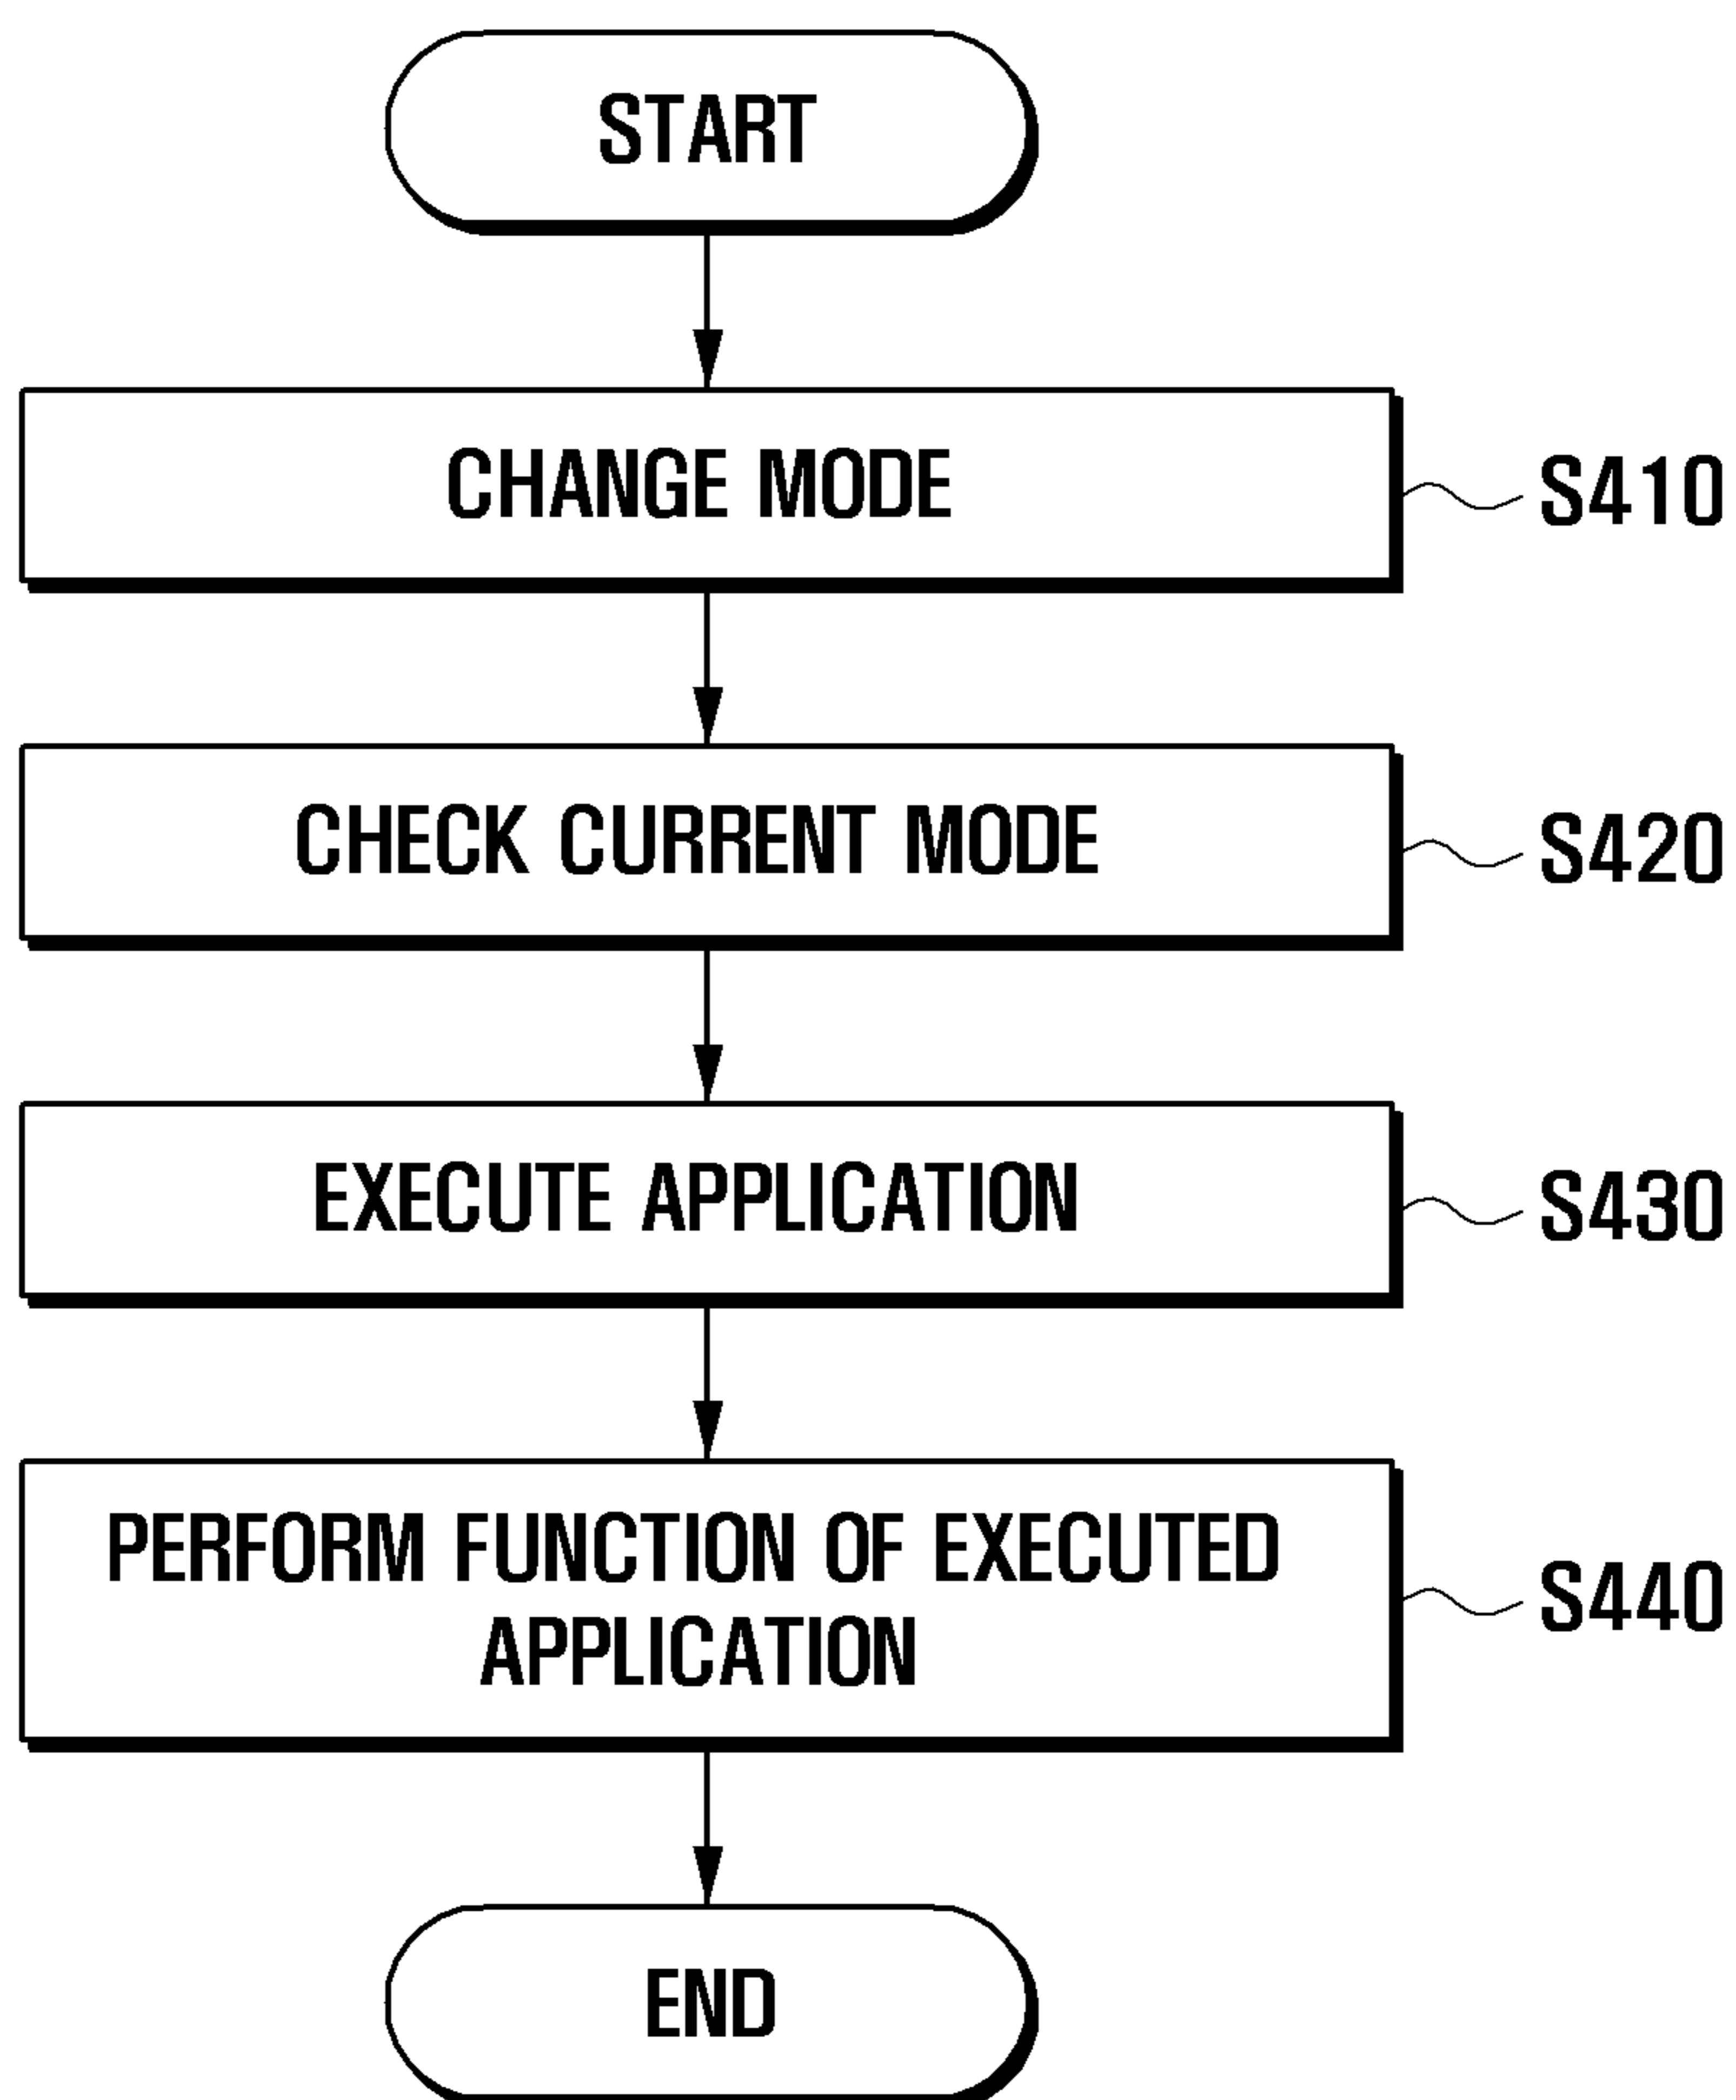 START
CHANGE MODE
S410
CHECK CURRENT MODE
S420
EXECUTE APPLICATION
S430
PERFORM FUNCTION OF EXECUTED
APPLICATION
S440
END